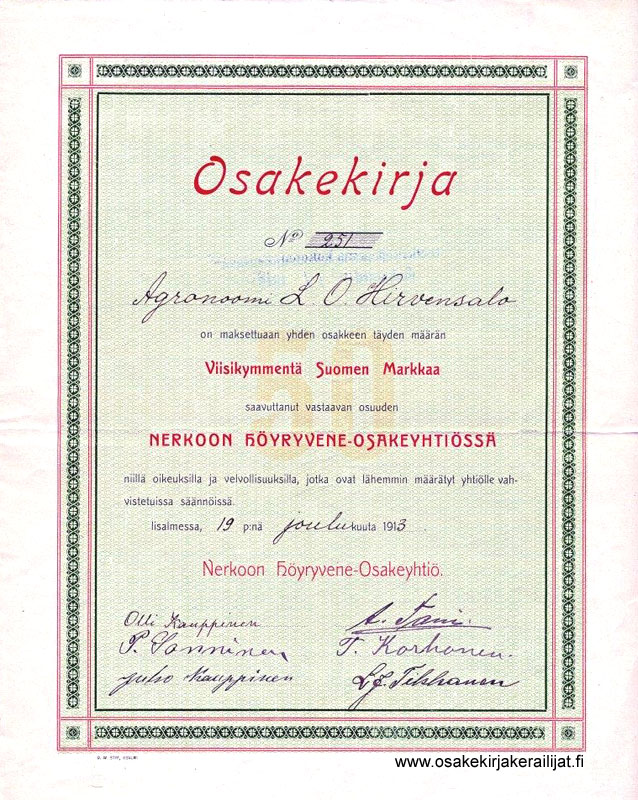 Osakekirja
No 251
Agronoomi L. O. Hirvensalo
on maksettuaan yhden osakkeen täyden määrän
50
Viisikymmentä Suomen Markkaa
saavuttanut vastaavan osuuden
NERKOON HÖYRYVENE-OSAKEYHTIÖSSÄ
niillä oikeuksilla ja velvollisuuksilla, jotka ovat lähemmin määrätyt yhtiölle vah-
vistetuissa säännöissä.
Iisalmessa, 19 p:nä joulukuuta 1913.
Nerkoon Höyryvene-Osakeyhtiö.
Olli Kauppinen
P. Sonninen T. Korhonen.
Juho Kauppinen
www.osakekirjakerailijat.fi